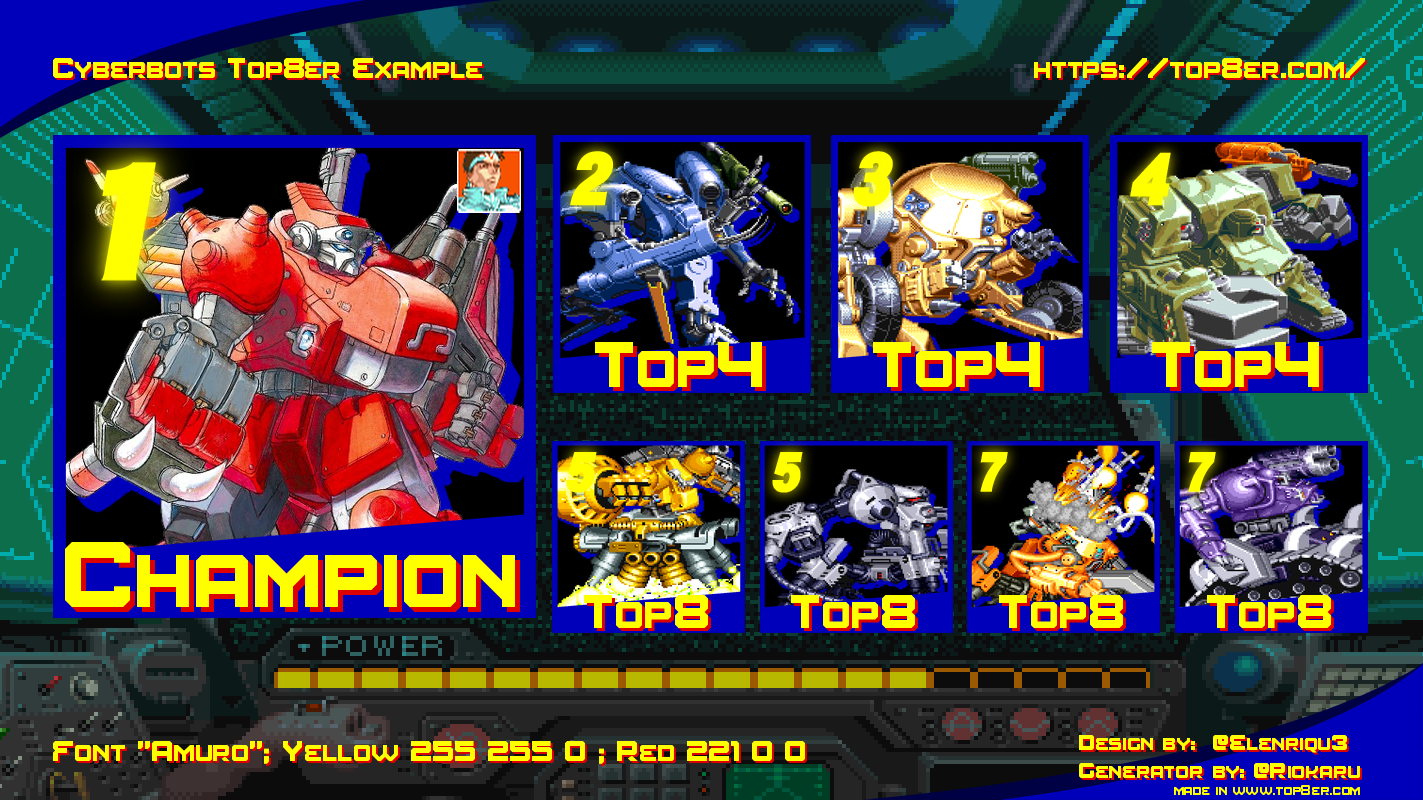 Cyberbots Top8er Example
https://top8er.com/
1
Champion
2
Top4
3
Top4
4
Top4
5
Top8
5
Top8
7
Top8
7
Top8
POWER
Font "Amuro"; Yellow 255 255 0 ; Red 221 0 0
Design by: @Elenriqu3
Generator by: @Riokaru
made in www.top8er.com